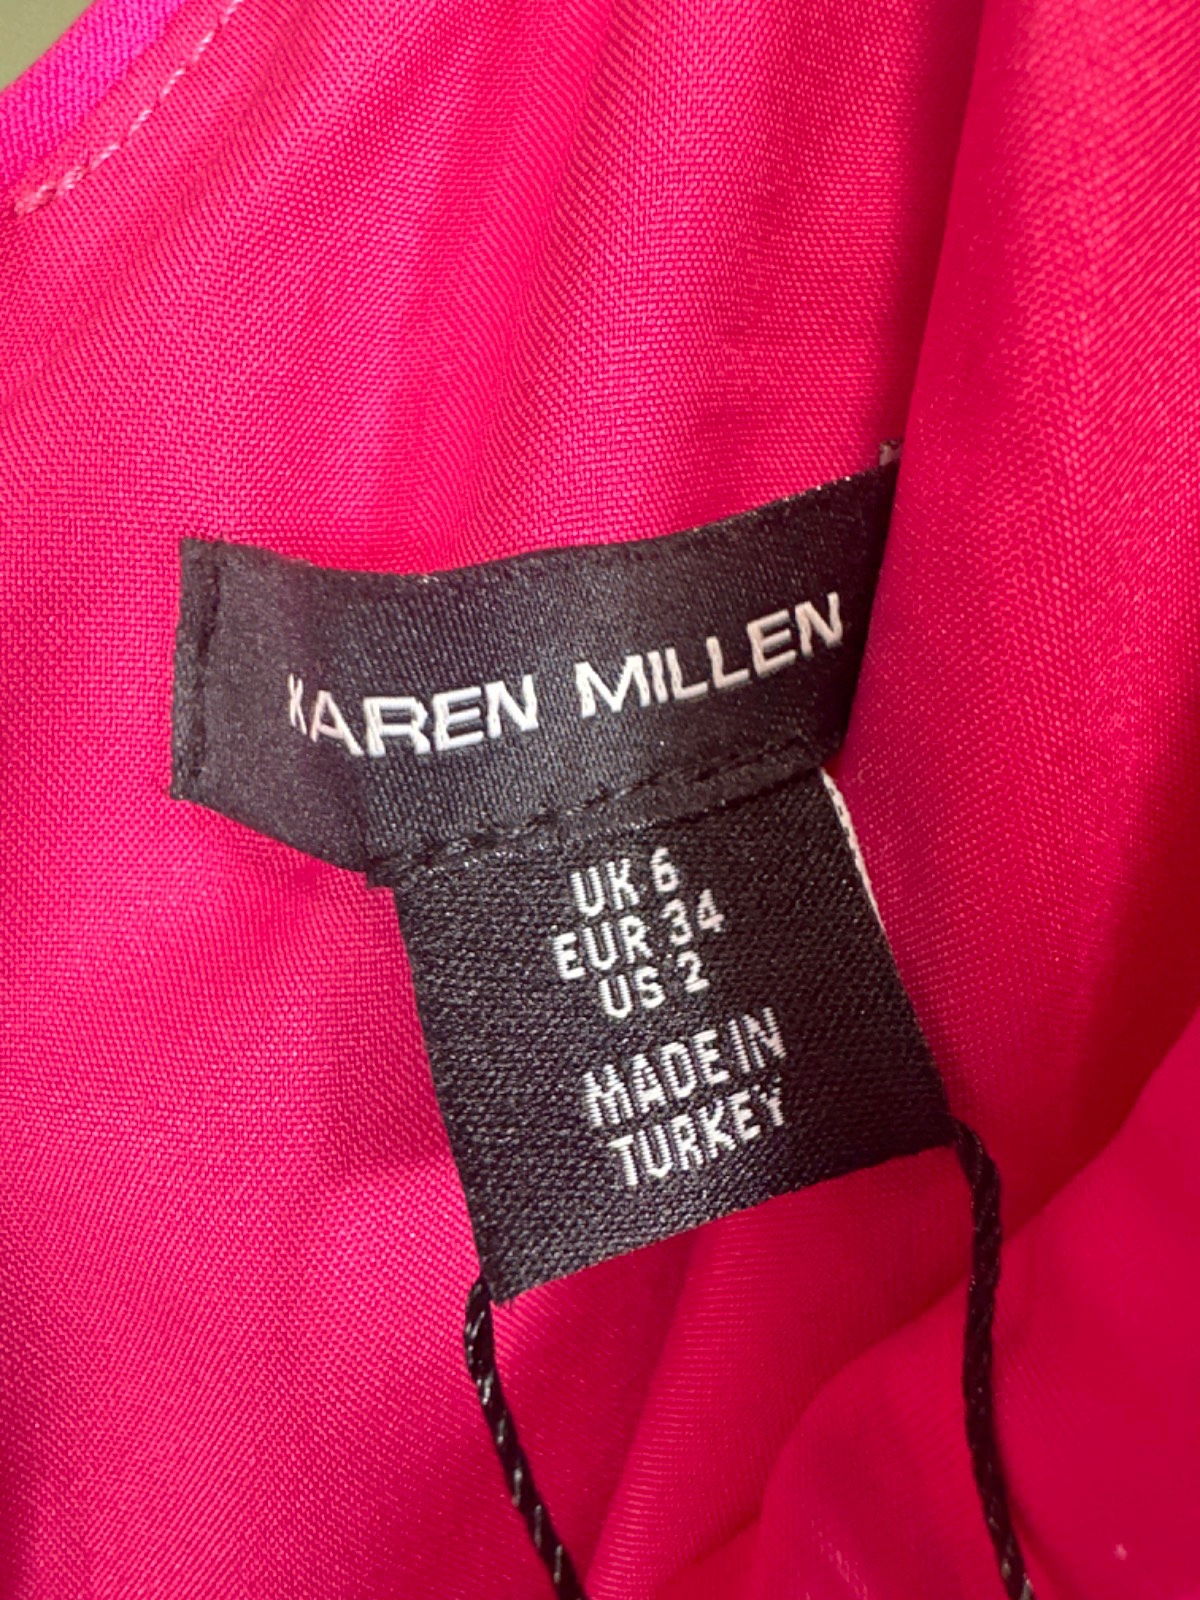 KAREN MILLEN
UK 6
EUR 34
US 2
MADE IN
TURKEY